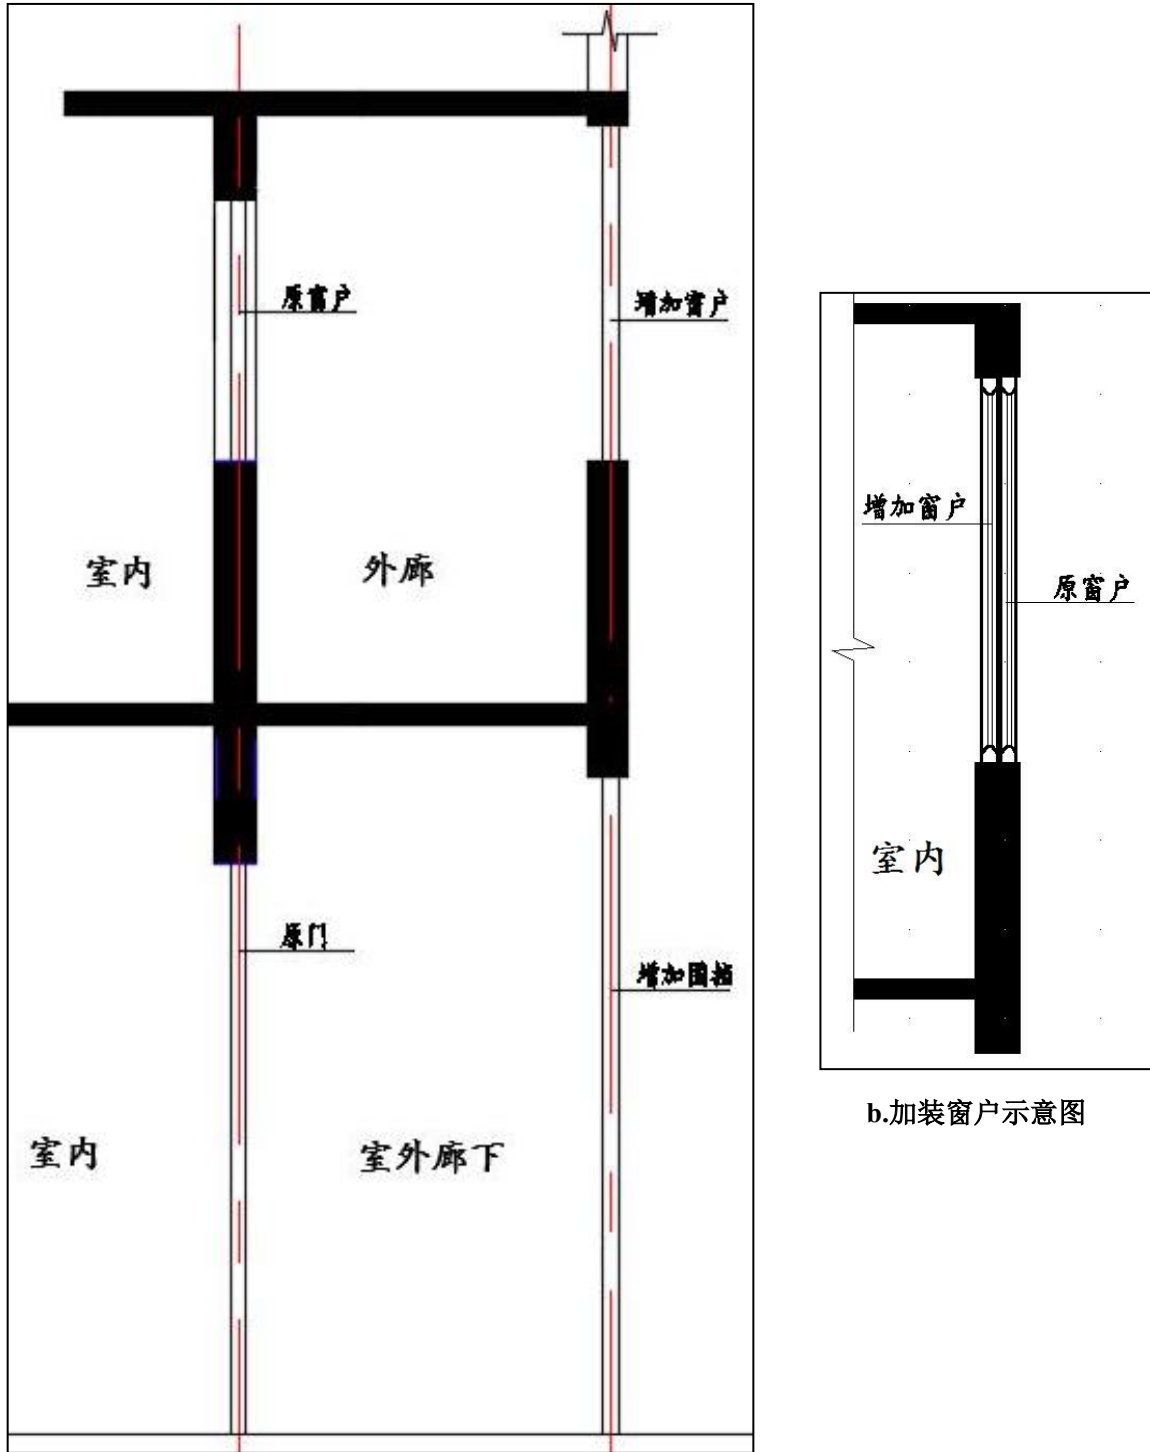 原窗户
增加窗户
室内
外廊
原门
增加围挡
室内
室外廊下
增加窗户
原窗户
室内
b.加装窗户示意图